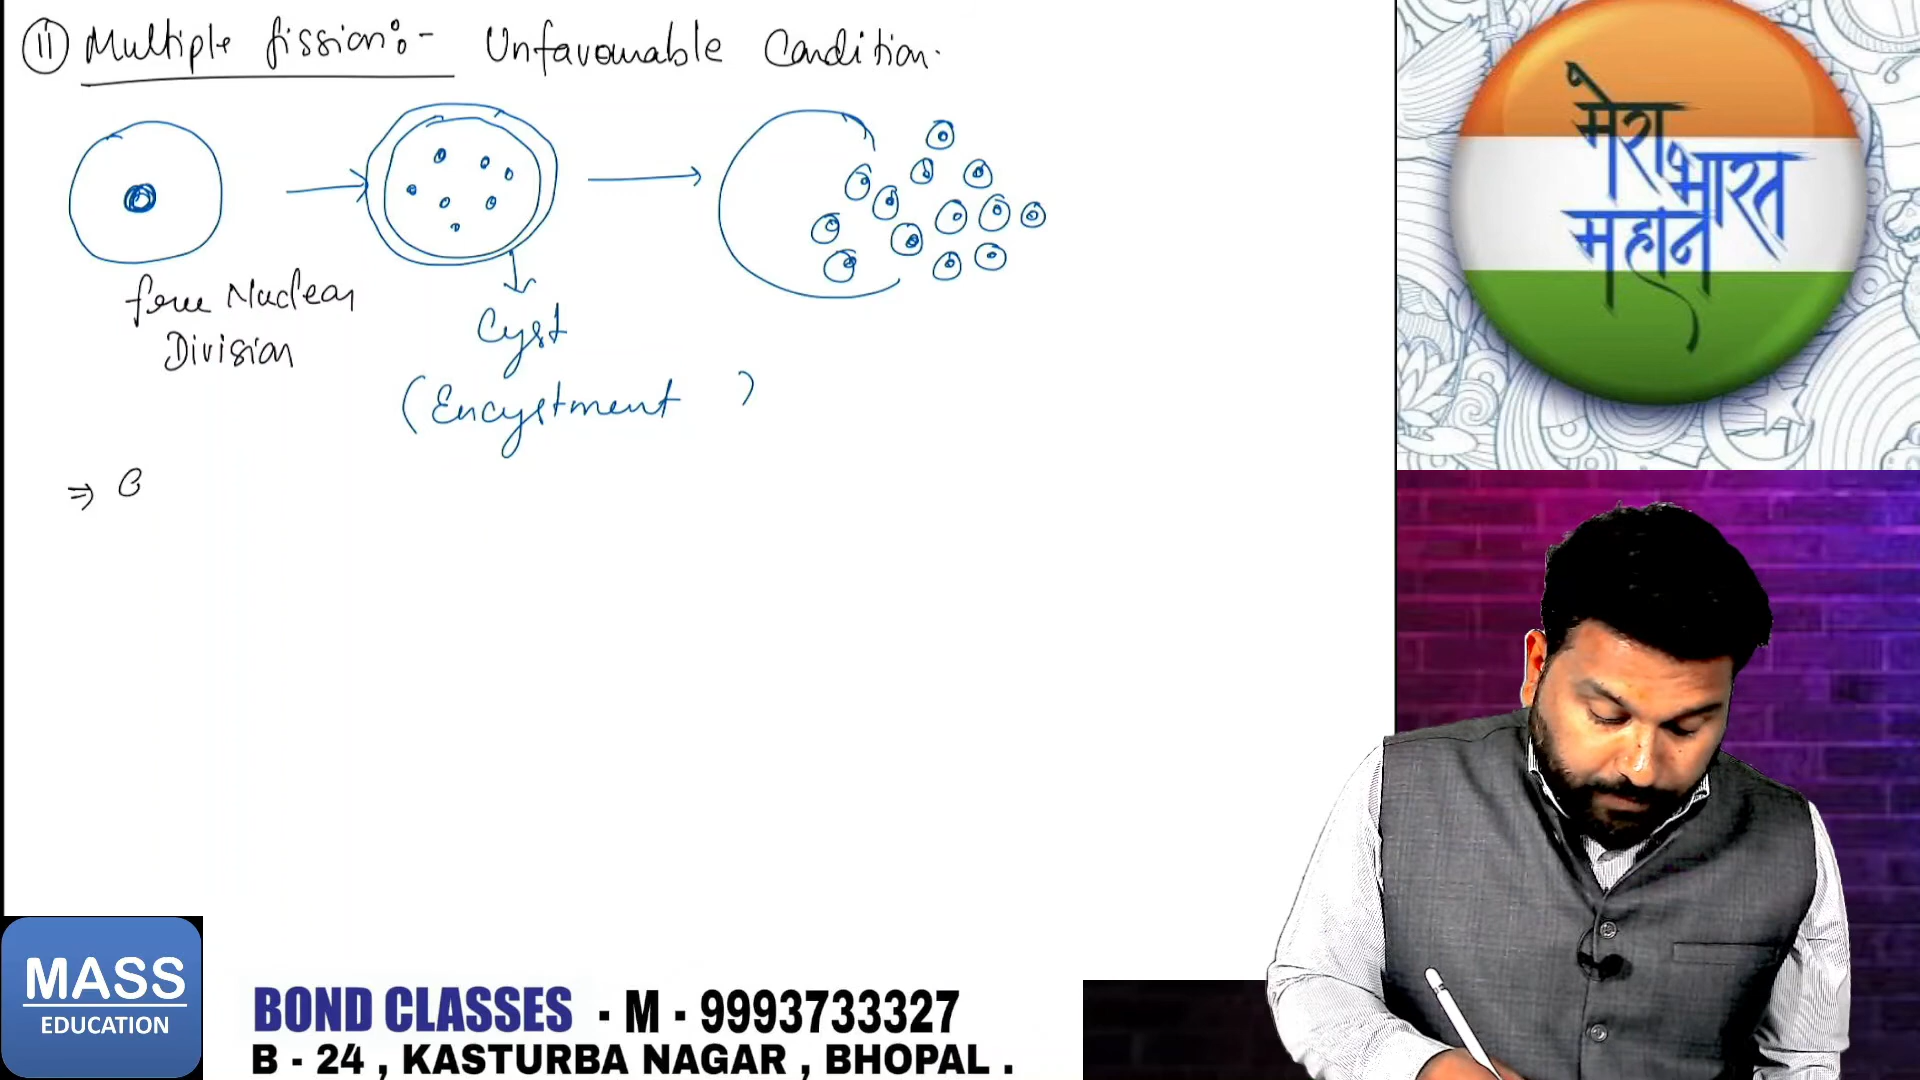 (ii) Multiple fission:- Unfavourable Condition.
free Nuclear
Division
Cyst
(Encystment )
⇒
मेरा
भारत
महान
MASS
EDUCATION
BOND CLASSES - M - 9993733327
B - 24 , KASTURBA NAGAR , BHOPAL .